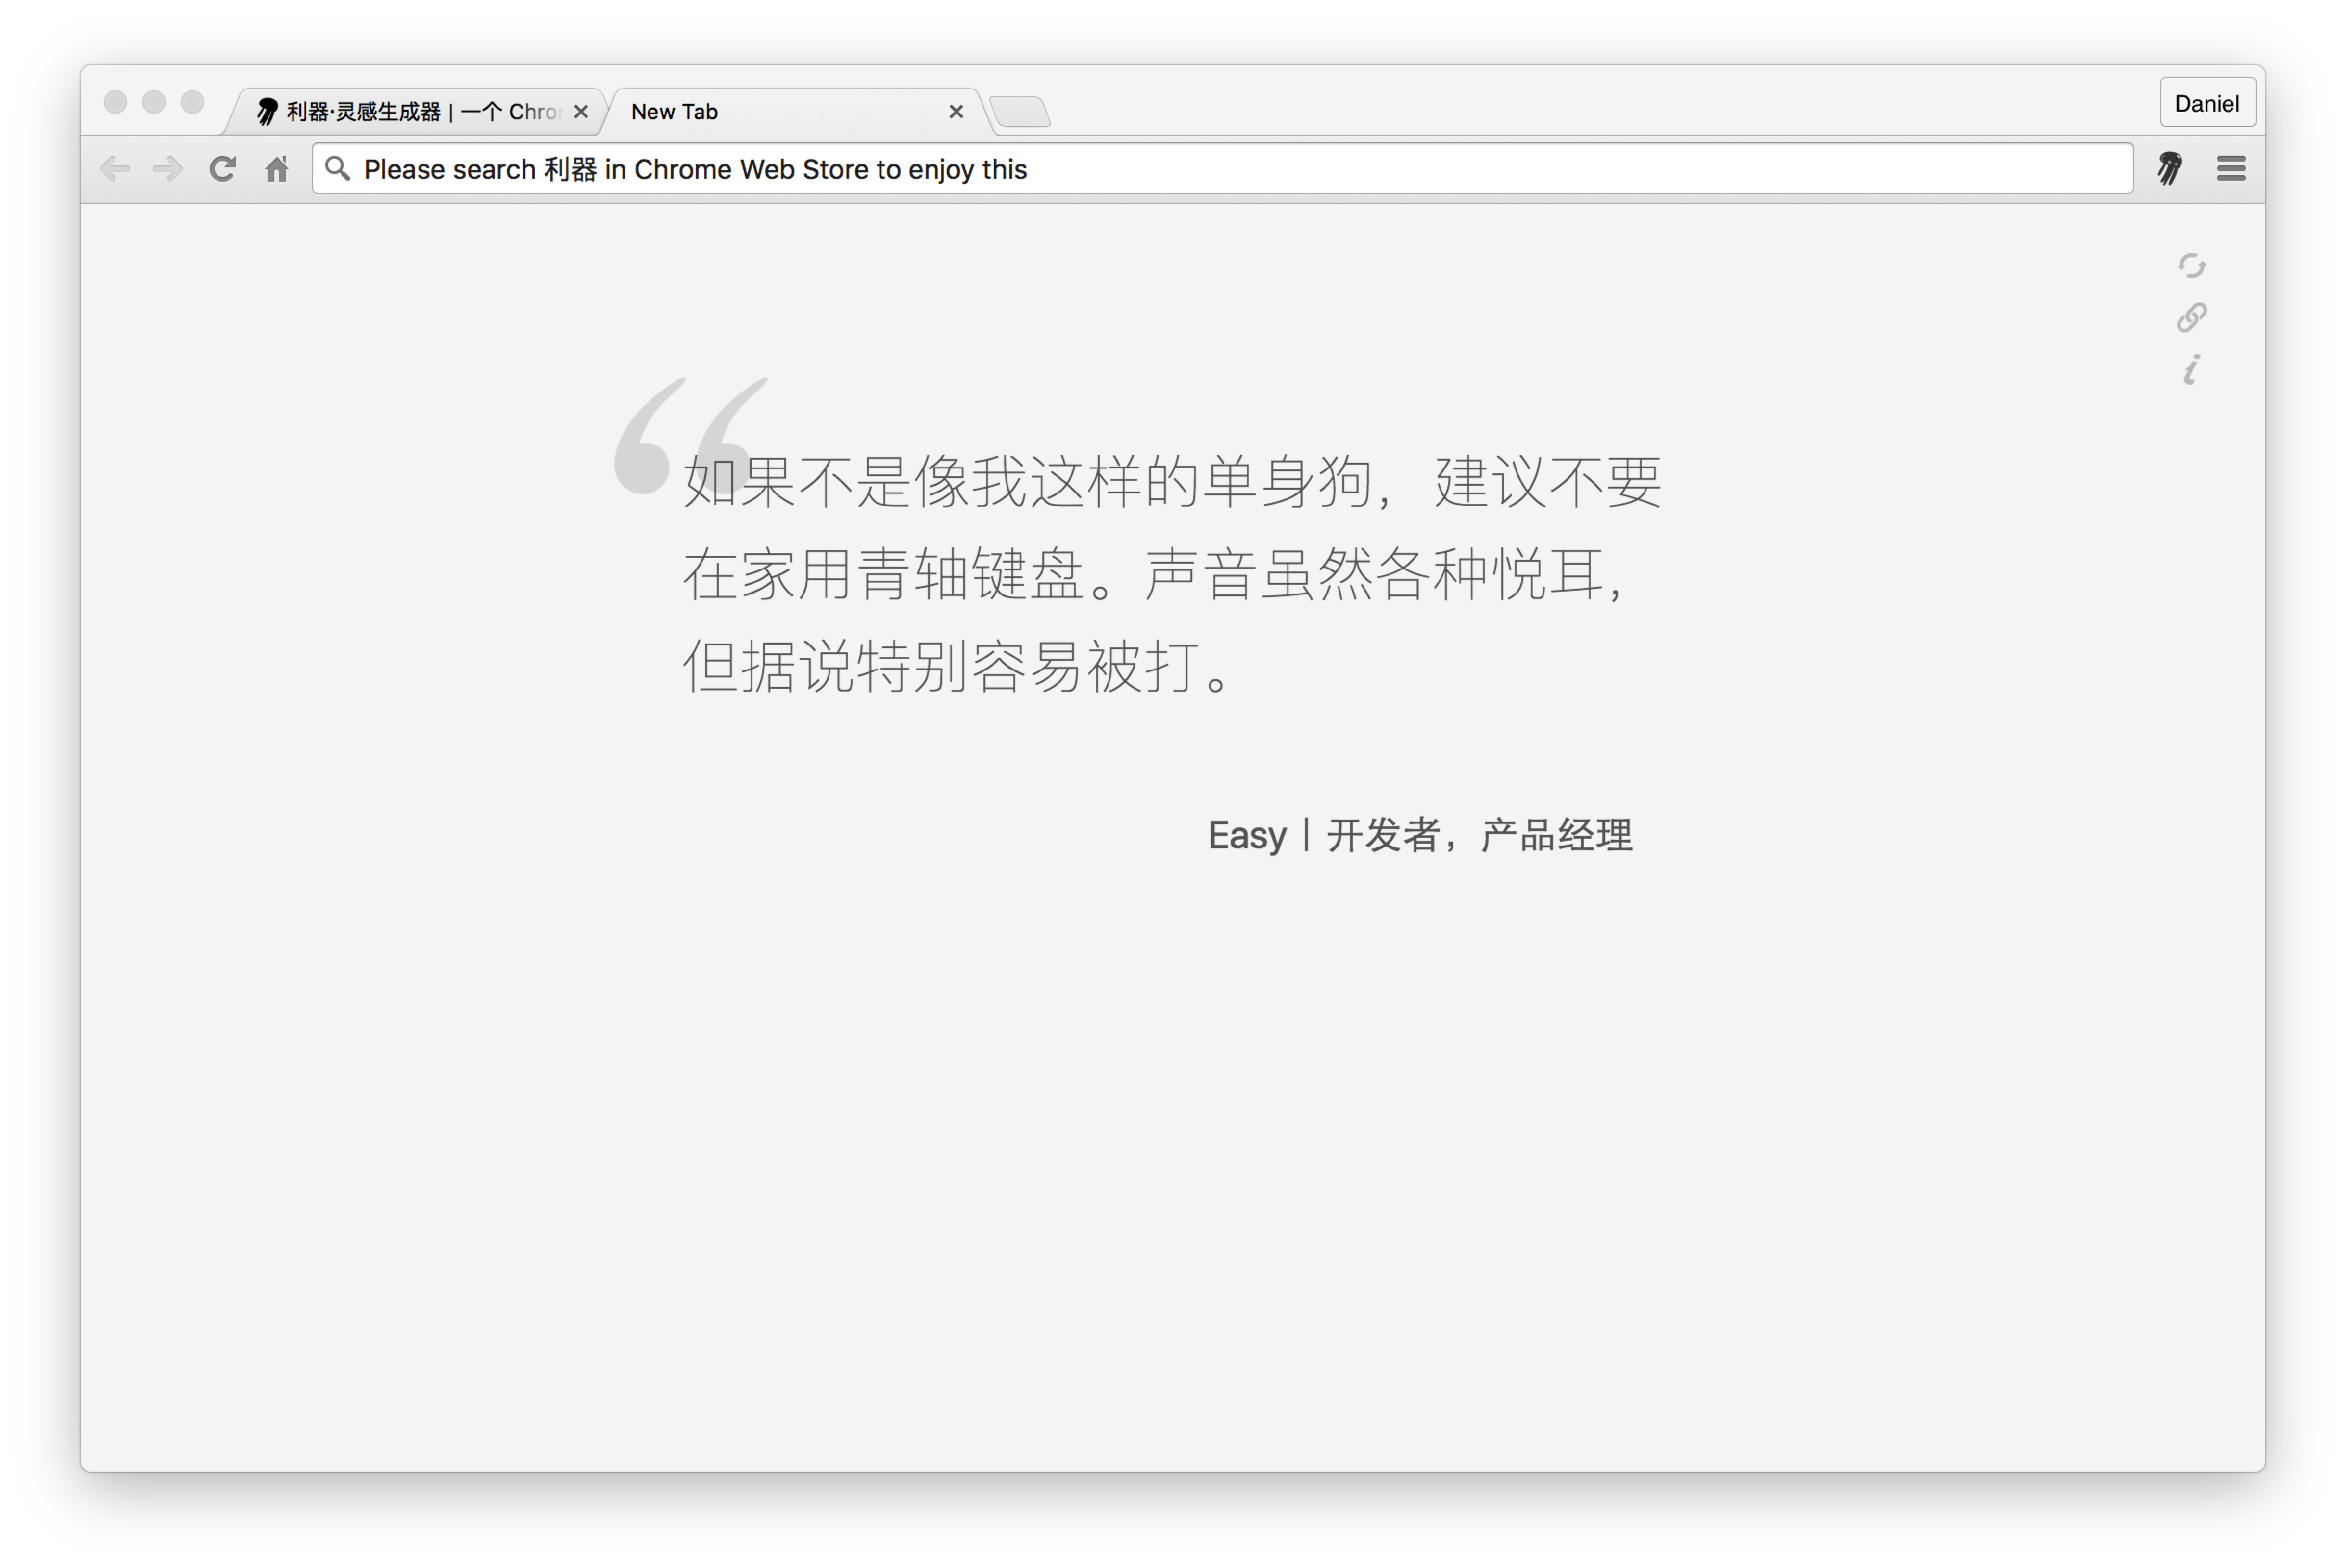 利器·灵感生成器 | 一个 Chro
New Tab
Daniel
Please search 利器 in Chrome Web Store to enjoy this
“如果不是像我这样的单身狗，建议不要
在家用青轴键盘。声音虽然各种悦耳，
但据说特别容易被打。
Easy | 开发者，产品经理